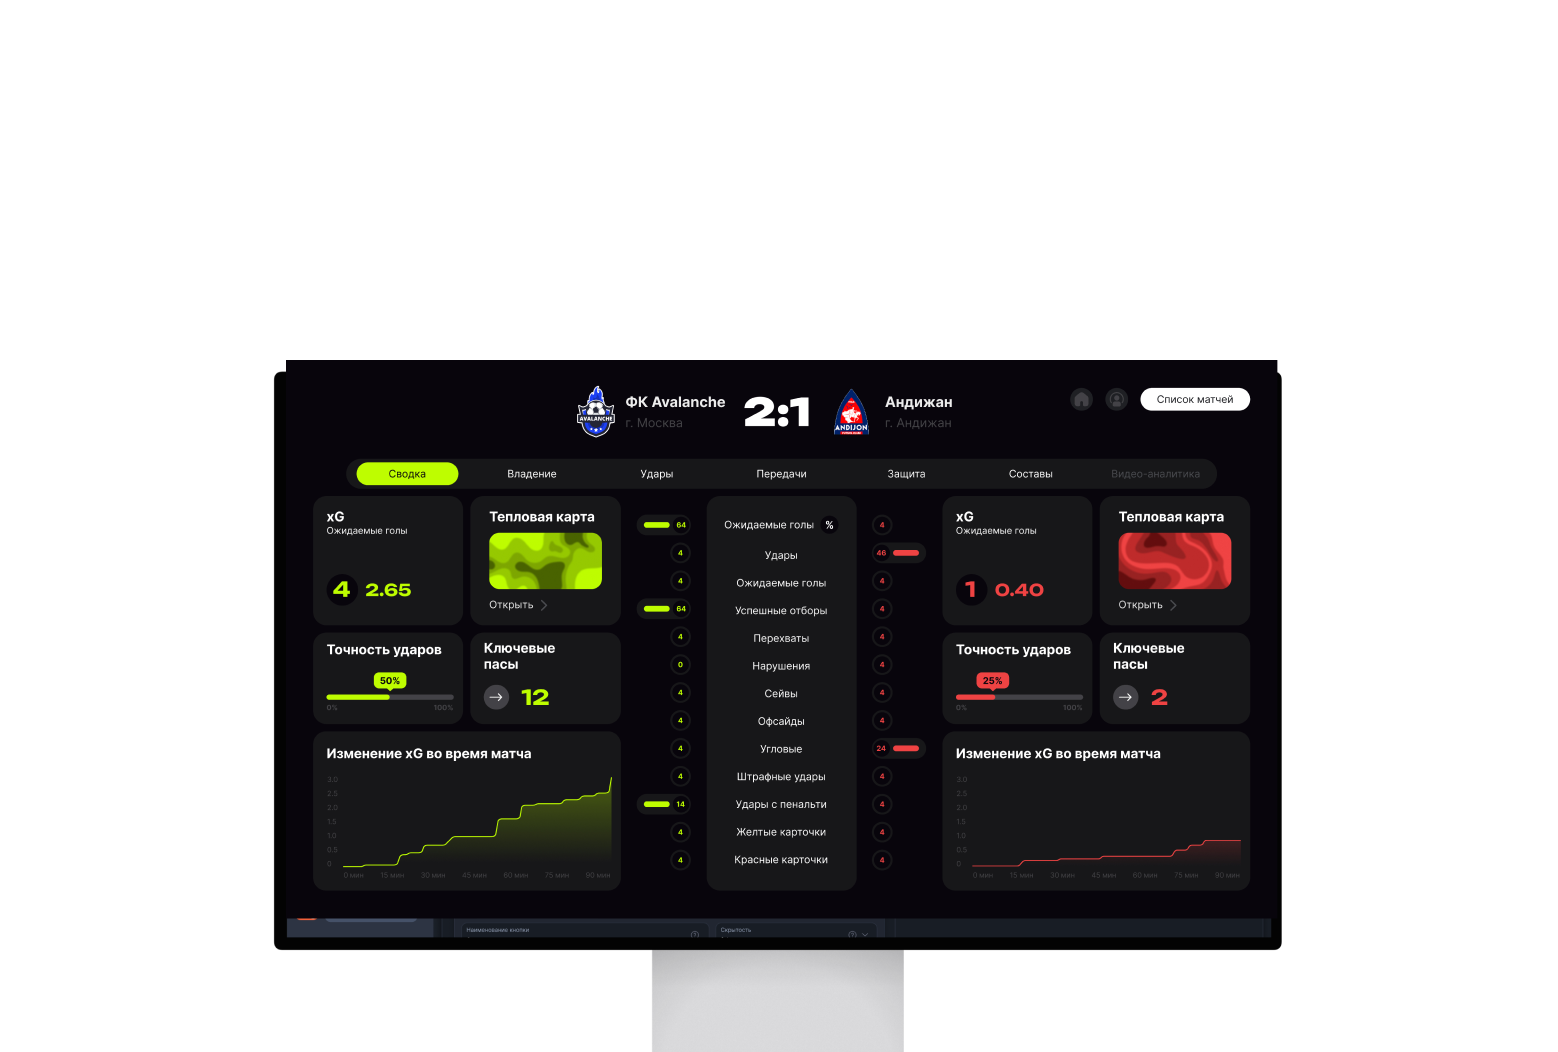 ФК Avalanche
г. Москва
2:1
Андижан
г. Андижан
Список матчей
AVALANCHE
ANDIJON
Сводка
Владение
Удары
Передачи
Защита
Составы
Видео-аналитика
xG
Ожидаемые голы
4 2.65
Тепловая карта
Открыть
Точность ударов
50%
0% 100%
Ключевые
пасы
12
Изменение xG во время матча
3.0
2.5
2.0
1.5
1.0
0.5
0
0 мин 15 мин 30 мин 45 мин 60 мин 75 мин 90 мин
64 Ожидаемые голы % 4
4 Удары 46
4 Ожидаемые голы 4
64 Успешные отборы 4
4 Перехваты 4
0 Нарушения 4
4 Сейвы 4
4 Офсайды 4
4 Угловые 24
4 Штрафные удары 4
14 Удары с пенальти 4
4 Желтые карточки 4
4 Красные карточки 4
xG
Ожидаемые голы
1 0.40
Тепловая карта
Открыть
Точность ударов
25%
0% 100%
Ключевые
пасы
2
Изменение xG во время матча
3.0
2.5
2.0
1.5
1.0
0.5
0
0 мин 15 мин 30 мин 45 мин 60 мин 75 мин 90 мин
Наименование кнопки
Скрытость